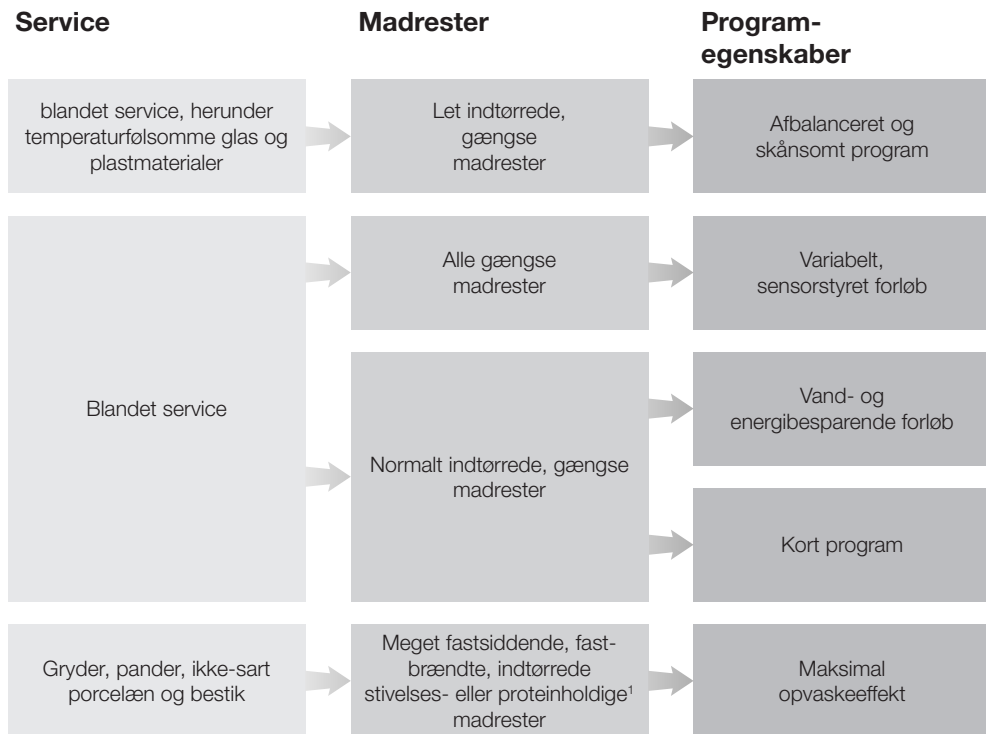 Service
Madrester
Program-
egenskaber
blandet service, herunder
temperaturfølsomme glas og
plastmaterialer
Let indtørrede,
gængse
madrester
Afbalanceret og
skånsomt program
Blandet service
Alle gængse
madrester
Variabelt,
sensorstyret forløb
Normalt indtørrede, gængse
madrester
Vand- og
energibesparende forløb
Kort program
Gryder, pander, ikke-sart
porcelæn og bestik
Meget fastsiddende, fast-
brændte, indtørrede
stivelses- eller proteinholdige¹
madrester
Maksimal
opvaskeeffekt